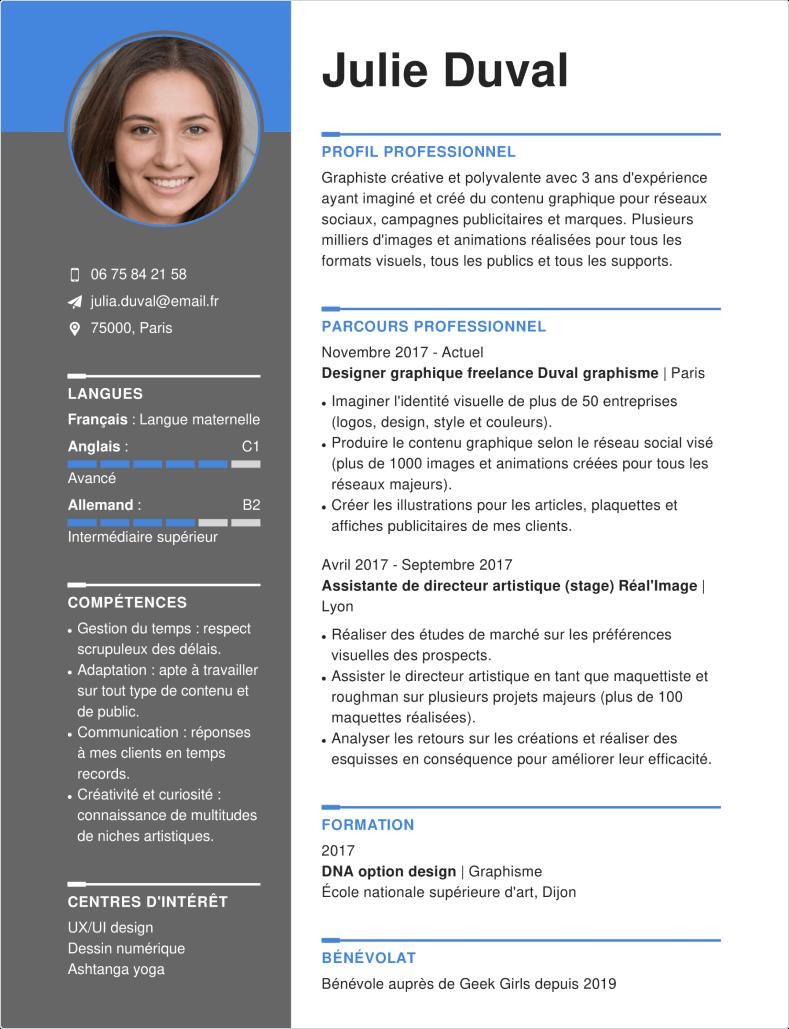 06 75 84 21 58
julia.duval@email.fr
75000, Paris
LANGUES
Français : Langue maternelle
Anglais : C1
Avancé
Allemand : B2
Intermédiaire supérieur
COMPÉTENCES
• Gestion du temps : respect
scrupuleux des délais.
• Adaptation : apte à travailler
sur tout type de contenu et
de public.
• Communication : réponses
à mes clients en temps
records.
• Créativité et curiosité :
connaissance de multitudes
de niches artistiques.
CENTRES D'INTÉRÊT
UX/UI design
Dessin numérique
Ashtanga yoga
Julie Duval
PROFIL PROFESSIONNEL
Graphiste créative et polyvalente avec 3 ans d'expérience
ayant imaginé et créé du contenu graphique pour réseaux
sociaux, campagnes publicitaires et marques. Plusieurs
milliers d'images et animations réalisées pour tous les
formats visuels, tous les publics et tous les supports.
PARCOURS PROFESSIONNEL
Novembre 2017 - Actuel
Designer graphique freelance Duval graphisme | Paris
• Imaginer l'identité visuelle de plus de 50 entreprises
(logos, design, style et couleurs).
• Produire le contenu graphique selon le réseau social visé
(plus de 1000 images et animations créées pour tous les
réseaux majeurs).
• Créer les illustrations pour les articles, plaquettes et
affiches publicitaires de mes clients.
Avril 2017 - Septembre 2017
Assistante de directeur artistique (stage) Réal'Image |
Lyon
• Réaliser des études de marché sur les préférences
visuelles des prospects.
• Assister le directeur artistique en tant que maquettiste et
roughman sur plusieurs projets majeurs (plus de 100
maquettes réalisées).
• Analyser les retours sur les créations et réaliser des
esquisses en conséquence pour améliorer leur efficacité.
FORMATION
2017
DNA option design | Graphisme
École nationale supérieure d'art, Dijon
BÉNÉVOLAT
Bénévole auprès de Geek Girls depuis 2019